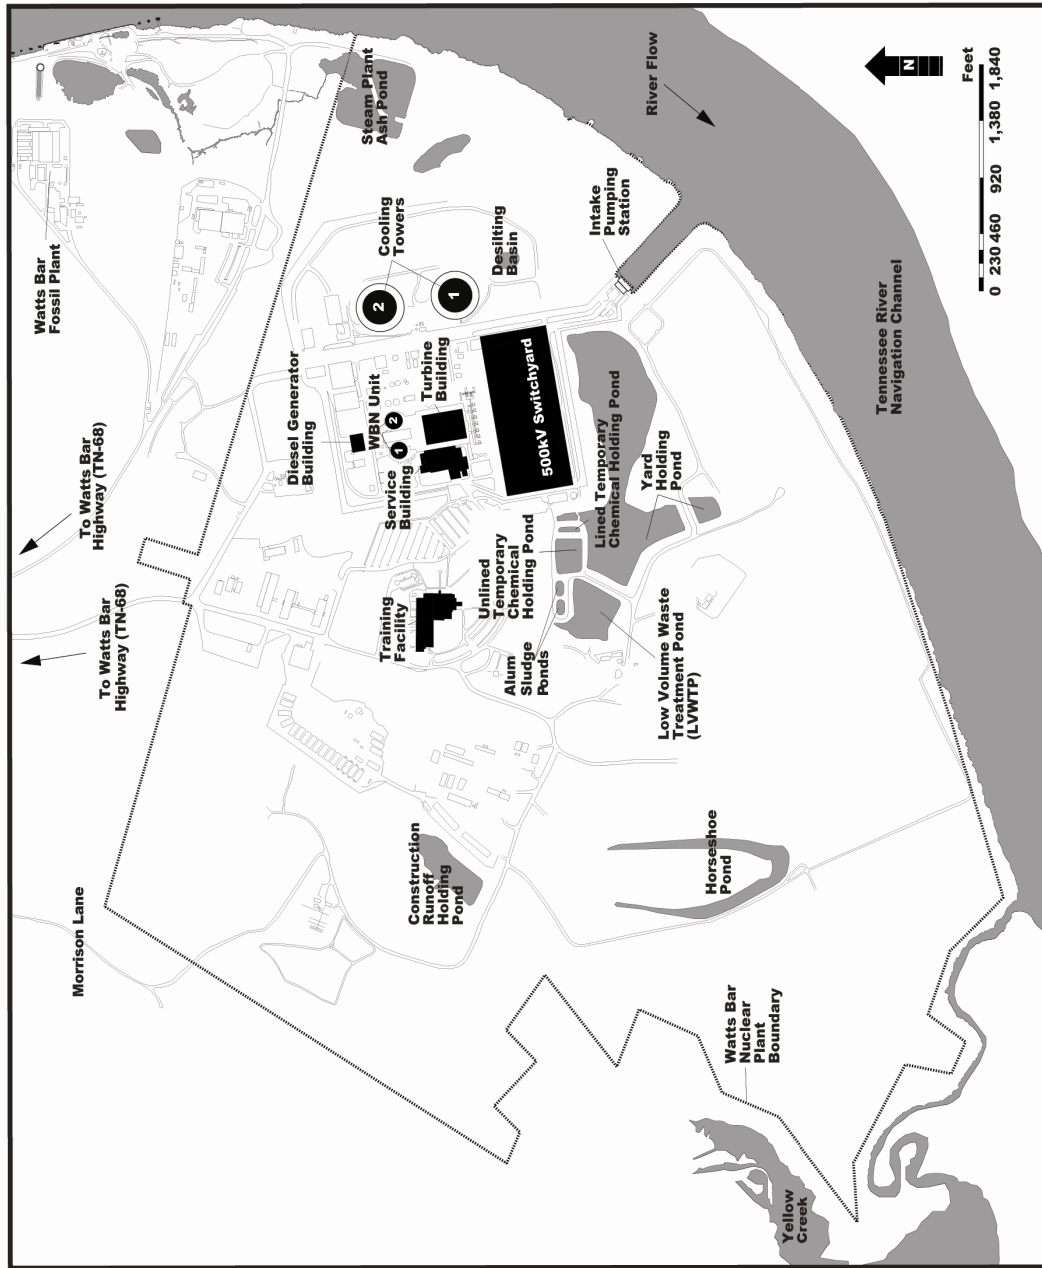 To Watts Bar
Highway (TN-68)
To Watts Bar
Highway (TN-68)
Morrison Lane
Watts Bar
Fossil Plant
Steam Plant
Ash Pond
River Flow
N
Feet
0 230 460 920 1,380 1,840
Cooling
Towers
2
1
Desilting
Basin
Intake
Pumping
Station
Diesel Generator
Building
WBN Unit
1
2
Turbine
Building
Service
Building
500kV Switchyard
Training
Facility
Unlined Temporary
Chemical
Holding Pond
Lined Temporary
Chemical Holding Pond
Yard
Holding
Pond
Alum
Sludge
Ponds
Low Volume Waste
Treatment Pond
(LVWTP)
Tennessee River
Navigation Channel
Construction
Runoff
Holding
Pond
Horseshoe
Pond
Watts Bar
Nuclear
Plant
Boundary
Yellow
Creek